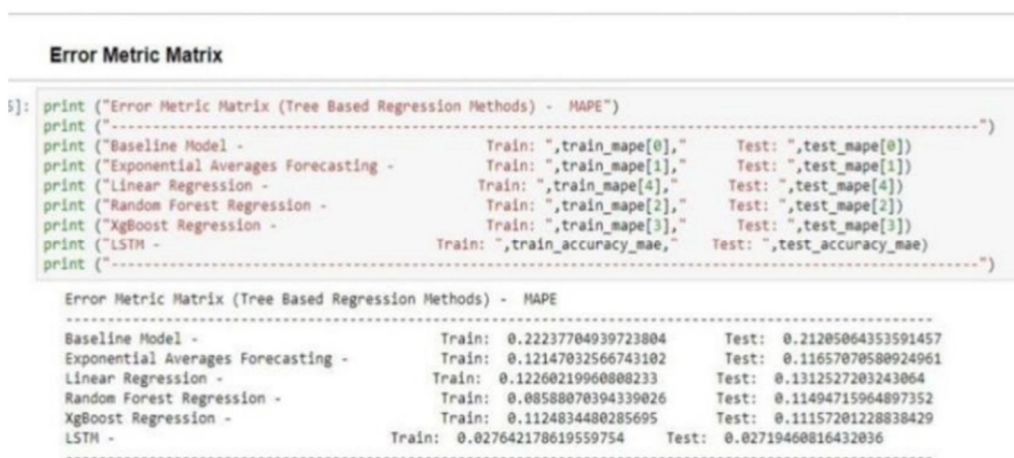 Error Metric Matrix
5]: print ("Error Metric Matrix (Tree Based Regression Methods) -  MAPE")
print ("--------------------------------------------------------------------------------------------------------")
print ("Baseline Model -                             Train: ",train_mape[0],"      Test: ",test_mape[0])
print ("Exponential Averages Forecasting -           Train: ",train_mape[1],"      Test: ",test_mape[1])
print ("Linear Regression -                         Train: ",train_mape[4],"      Test: ",test_mape[4])
print ("Random Forest Regression -                   Train: ",train_mape[2],"     Test: ",test_mape[2])
print ("XgBoost Regression -                         Train: ",train_mape[3],"      Test: ",test_mape[3])
print ("LSTM -                                 Train: ",train_accuracy_mae,"    Test: ",test_accuracy_mae)
print ("--------------------------------------------------------------------------------------------------------")
Error Metric Matrix (Tree Based Regression Methods) -  MAPE
--------------------------------------------------------------------------------------------------------
Baseline Model -                             Train:  0.22237704939723804       Test:  0.21205064353591457
Exponential Averages Forecasting -           Train:  0.12147032566743102       Test:  0.11657070580924961
Linear Regression -                         Train:  0.12260219960808233       Test:  0.1312527203243064
Random Forest Regression -                   Train:  0.08588070394339026      Test:  0.11494715964897352
XgBoost Regression -                         Train:  0.1124834480285695       Test:  0.11157201228838429
LSTM -                                 Train:  0.027642178619559754     Test:  0.02719460816432036
--------------------------------------------------------------------------------------------------------